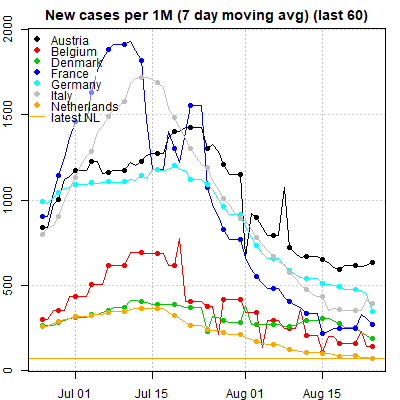 New cases per 1M (7 day moving avg) (last 60)
2000
1500
1000
500
0
Austria
Belgium
Denmark
France
Germany
Italy
Netherlands
latest NL
Jul 01
Jul 15
Aug 01
Aug 15